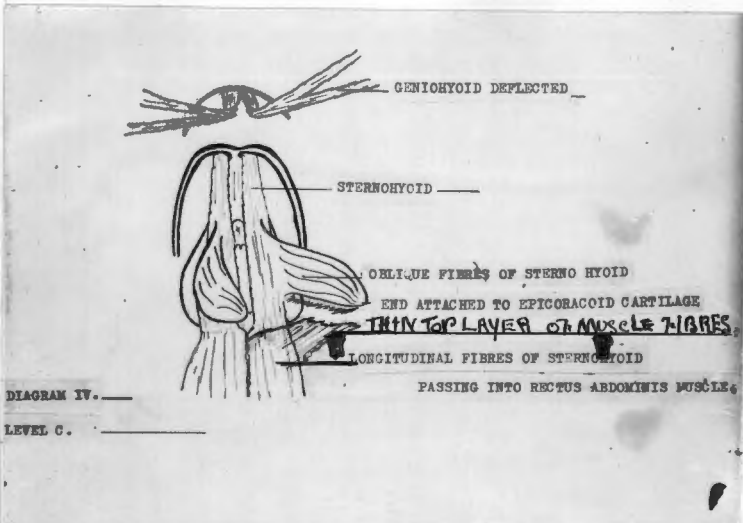 GENIOHYOID DEFLECTED
STERNOHYOID
OBLIQUE FIBRES OF STERNO HYOID
END ATTACHED TO EPICORACOID CARTILAGE
THIN TOP LAYER OF MUSCLE FIBRES.
LONGITUDINAL FIBRES OF STERNOHYOID
PASSING INTO RECTUS ABDOMINIS MUSCLE.
DIAGRAM IV.
LEVEL C.